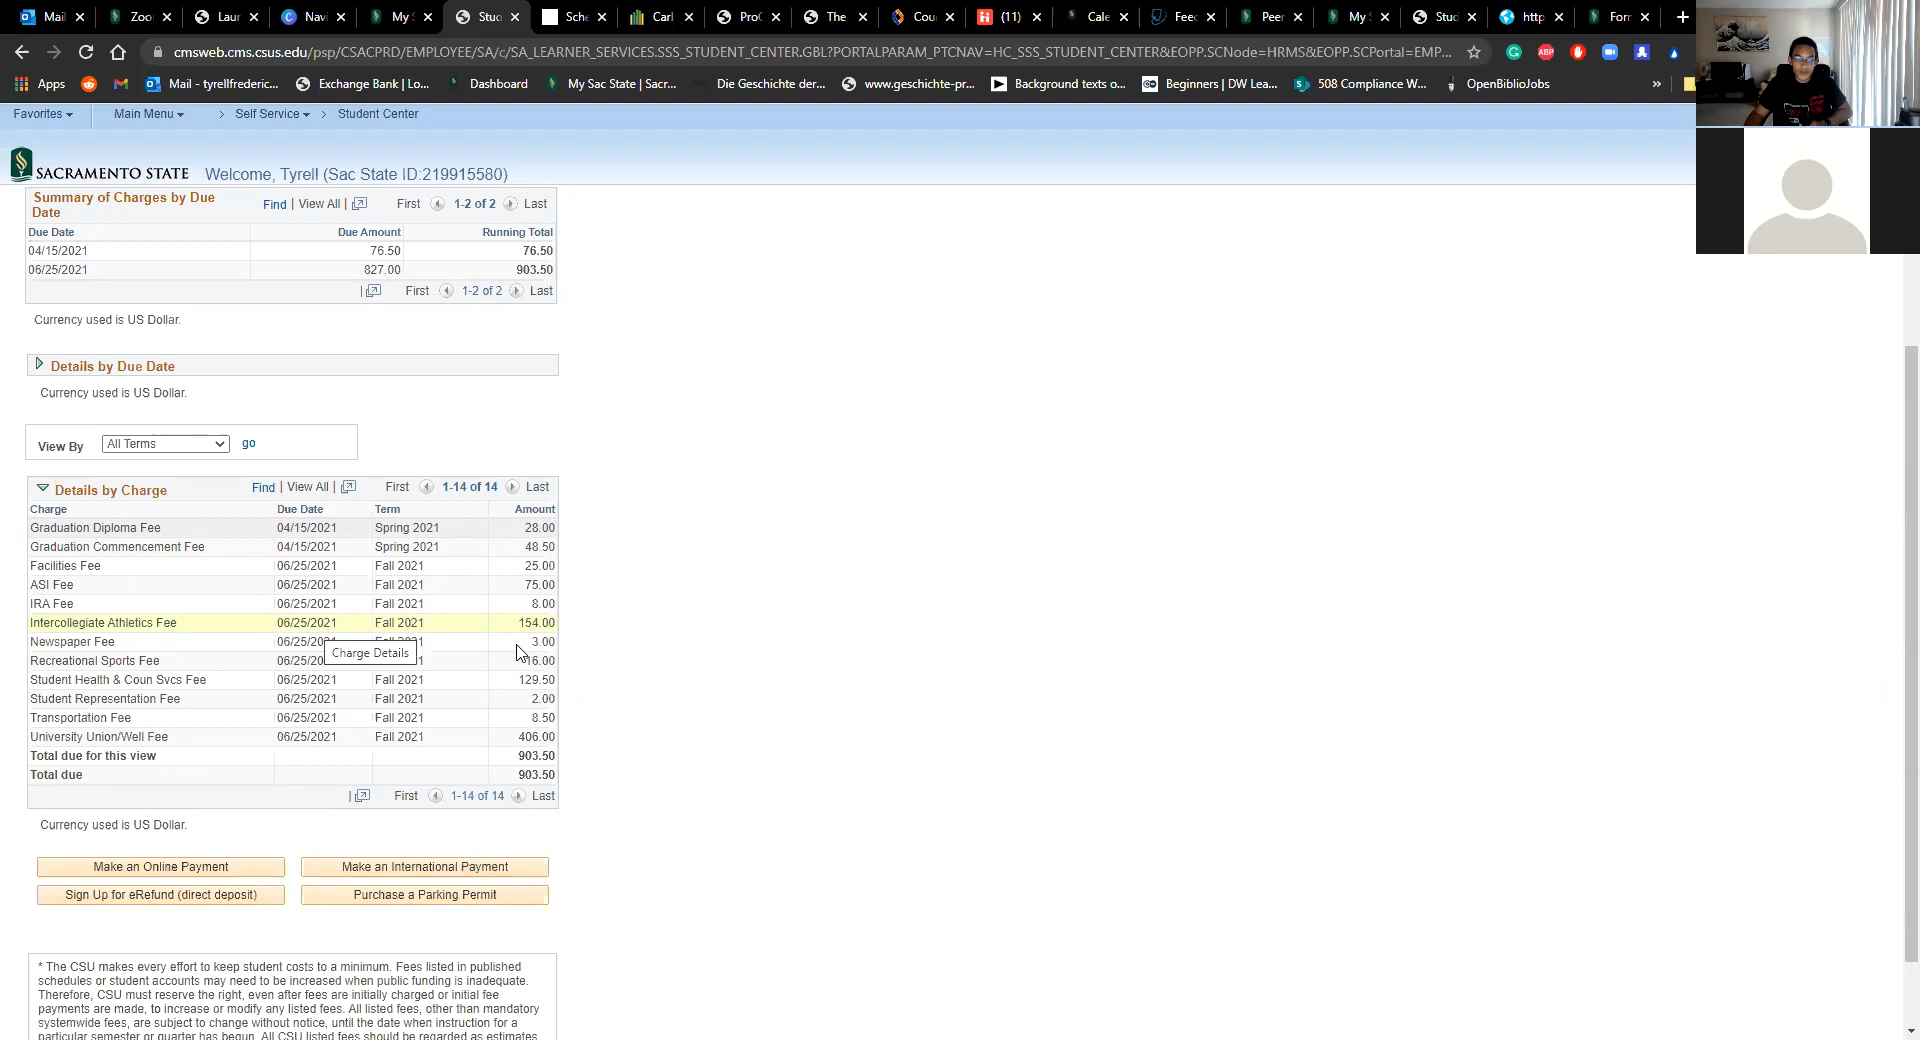 Mail Zoo Laur Navi My S Stuc Sche Carl ProC The Cou (11) Cale Feec Peer My S Stud http Forr
cmsweb.cms.csus.edu/psp/CSACPRD/EMPLOYEE/SA/c/SA_LEARNER_SERVICES.SSS_STUDENT_CENTER.GBL?PORTALPARAM_PTCNAV=HC_SSS_STUDENT_CENTER&EOPP.SCNode=HRMS&EOPP.SCPortal=EMP...
Apps Mail - tyrellfrederic... Exchange Bank | Lo... Dashboard My Sac State | Sacr... Die Geschichte der... www.geschichte-pr... Background texts o... Beginners | DW Lea... 508 Compliance W... OpenBiblioJobs »
Favorites Main Menu > Self Service > Student Center
SACRAMENTO STATE Welcome, Tyrell (Sac State ID:219915580)
Summary of Charges by Due Date Find | View All | First 1-2 of 2 Last
Due Date Due Amount Running Total
04/15/2021 76.50 76.50
06/25/2021 827.00 903.50
| First 1-2 of 2 Last
Currency used is US Dollar.
Details by Due Date
Currency used is US Dollar.
View By All Terms go
Details by Charge Find | View All | First 1-14 of 14 Last
Charge Due Date Term Amount
Graduation Diploma Fee 04/15/2021 Spring 2021 28.00
Graduation Commencement Fee 04/15/2021 Spring 2021 48.50
Facilities Fee 06/25/2021 Fall 2021 25.00
ASI Fee 06/25/2021 Fall 2021 75.00
IRA Fee 06/25/2021 Fall 2021 8.00
Intercollegiate Athletics Fee 06/25/2021 Fall 2021 154.00
Newspaper Fee 3.00
Charge Details
Recreational Sports Fee 16.00
Student Health & Coun Svcs Fee 06/25/2021 Fall 2021 129.50
Student Representation Fee 06/25/2021 Fall 2021 2.00
Transportation Fee 06/25/2021 Fall 2021 8.50
University Union/Well Fee 06/25/2021 Fall 2021 406.00
Total due for this view 903.50
Total due 903.50
| First 1-14 of 14 Last
Currency used is US Dollar.
Make an Online Payment Make an International Payment
Sign Up for eRefund (direct deposit) Purchase a Parking Permit
* The CSU makes every effort to keep student costs to a minimum. Fees listed in published
schedules or student accounts may need to be increased when public funding is inadequate.
Therefore, CSU must reserve the right, even after fees are initially charged or initial fee
payments are made, to increase or modify any listed fees. All listed fees, other than mandatory
systemwide fees, are subject to change without notice, until the date when instruction for a
particular semester or quarter has begun. All CSU listed fees should be regarded as estimates